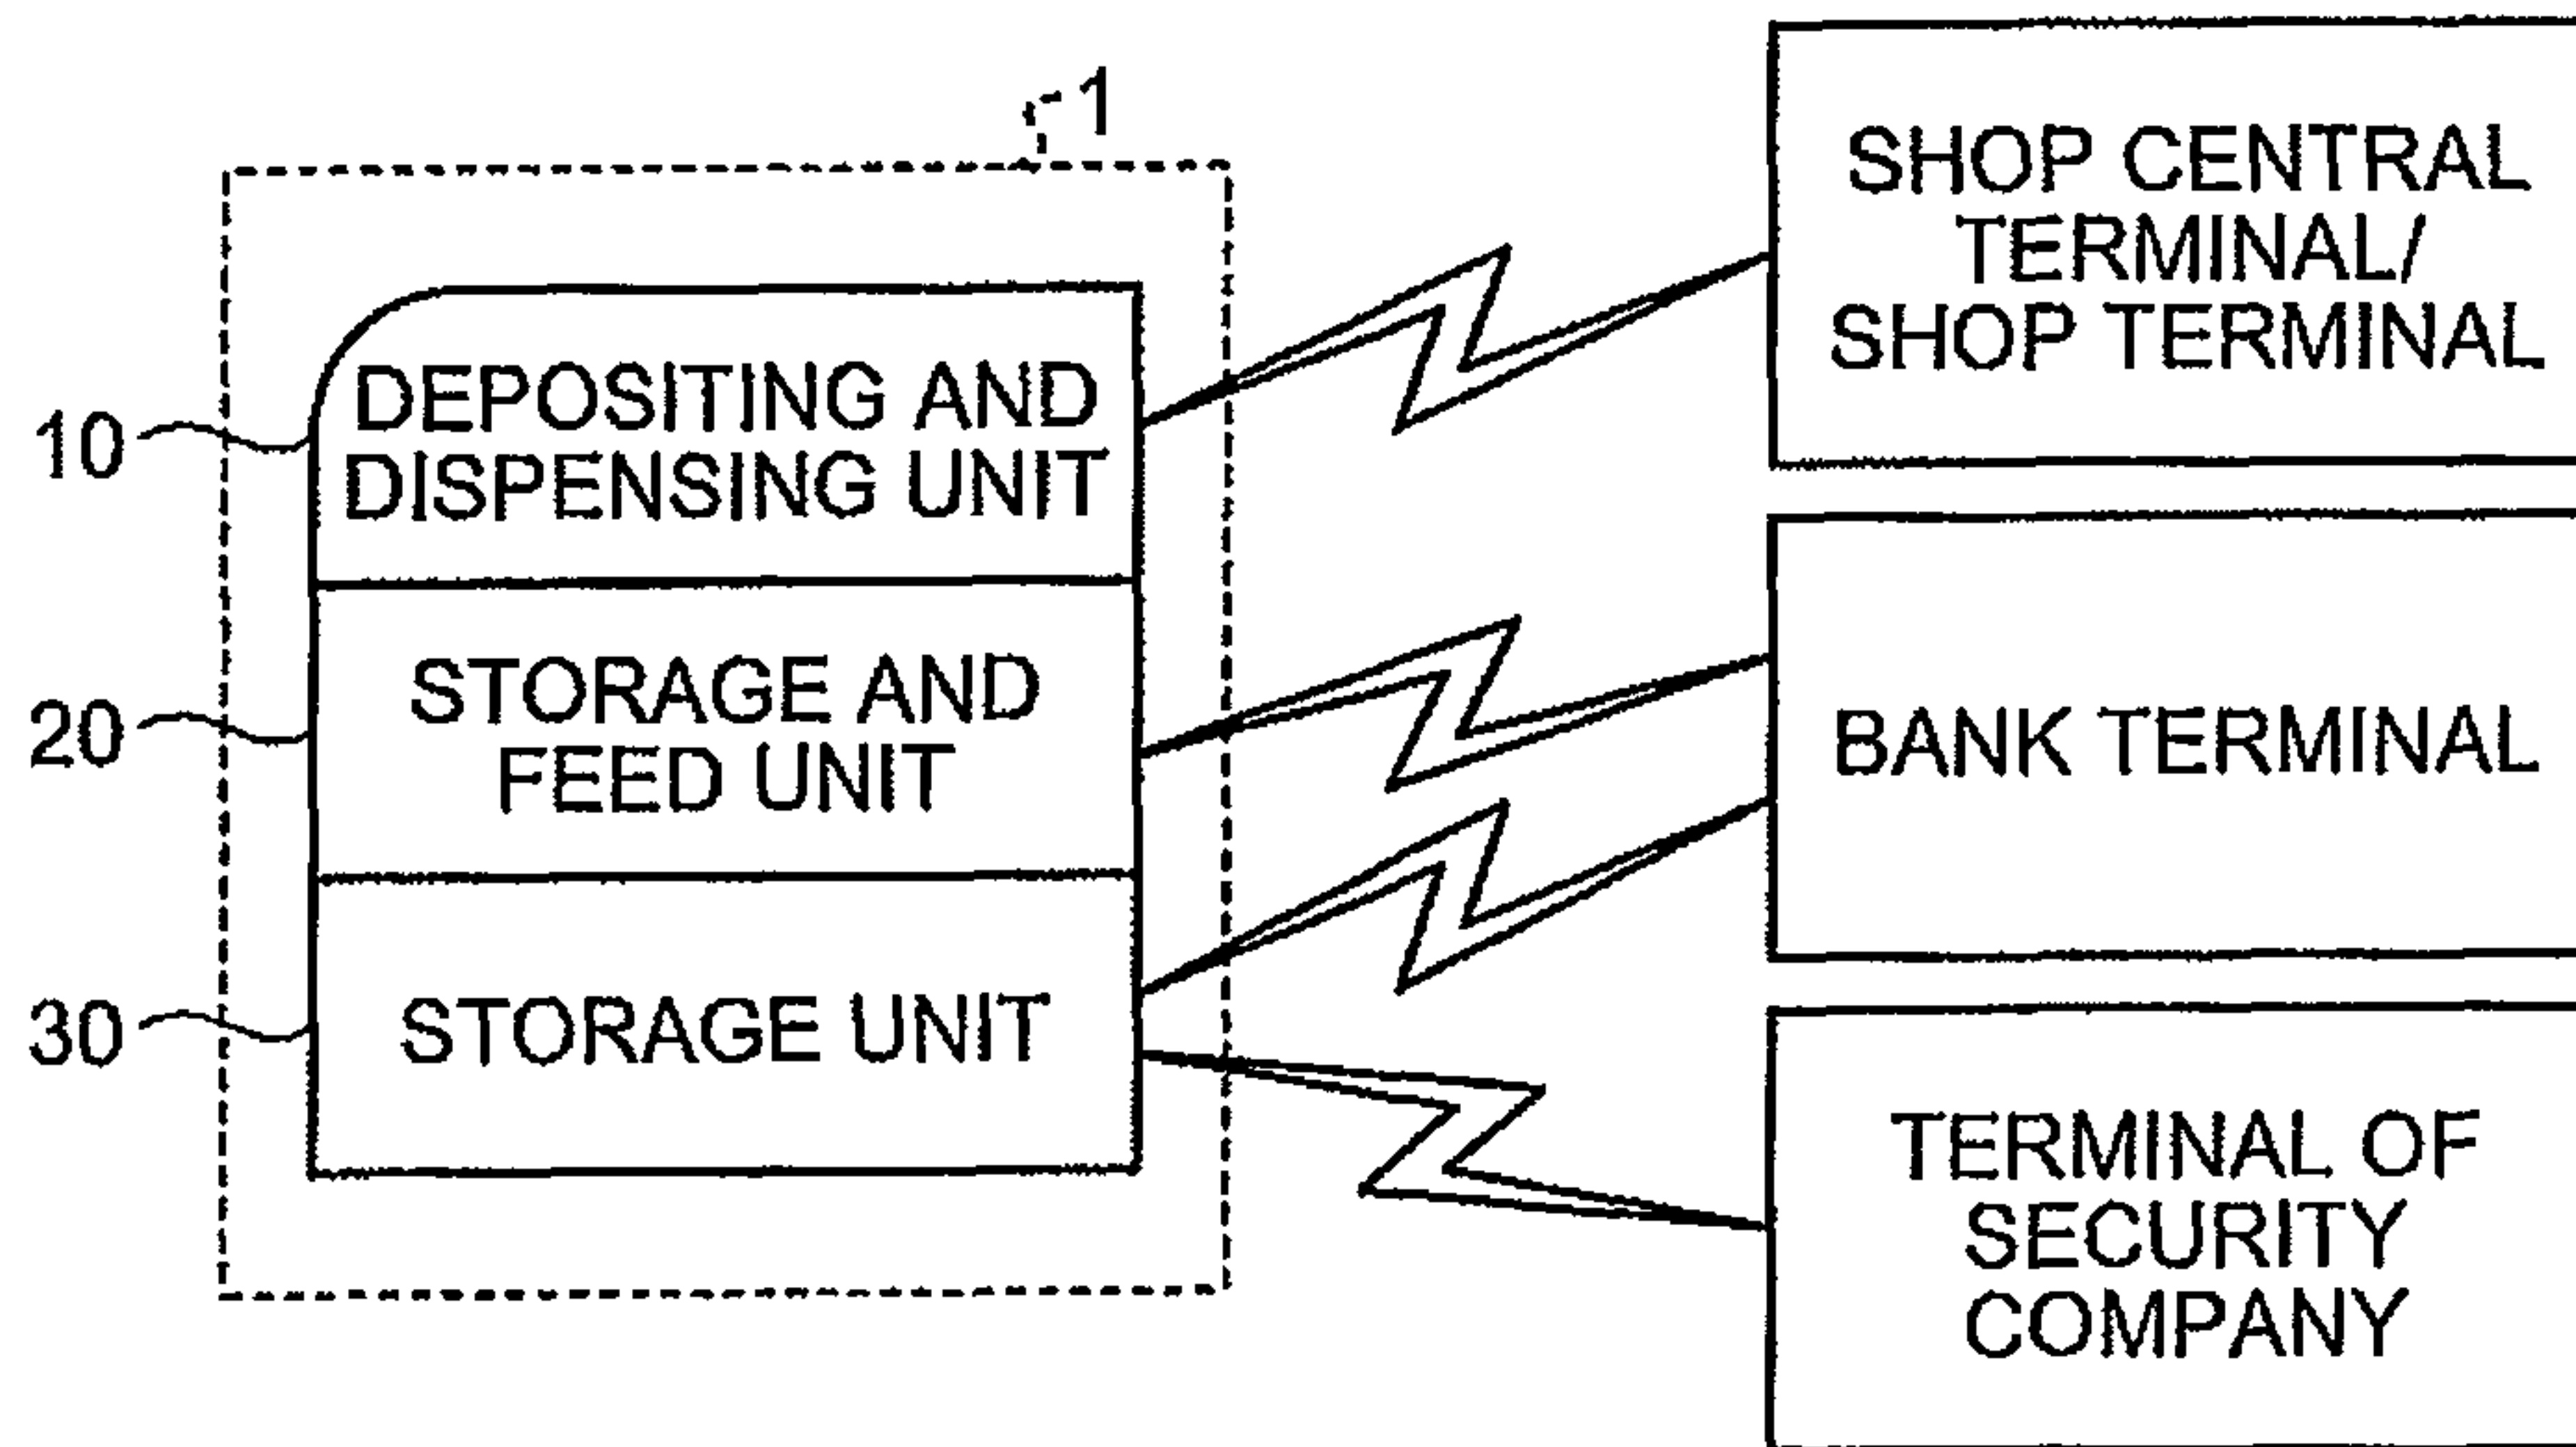 1
10
DEPOSITING AND
DISPENSING UNIT
20
STORAGE AND
FEED UNIT
30
STORAGE UNIT
SHOP CENTRAL
TERMINAL/
SHOP TERMINAL
BANK TERMINAL
TERMINAL OF
SECURITY
COMPANY